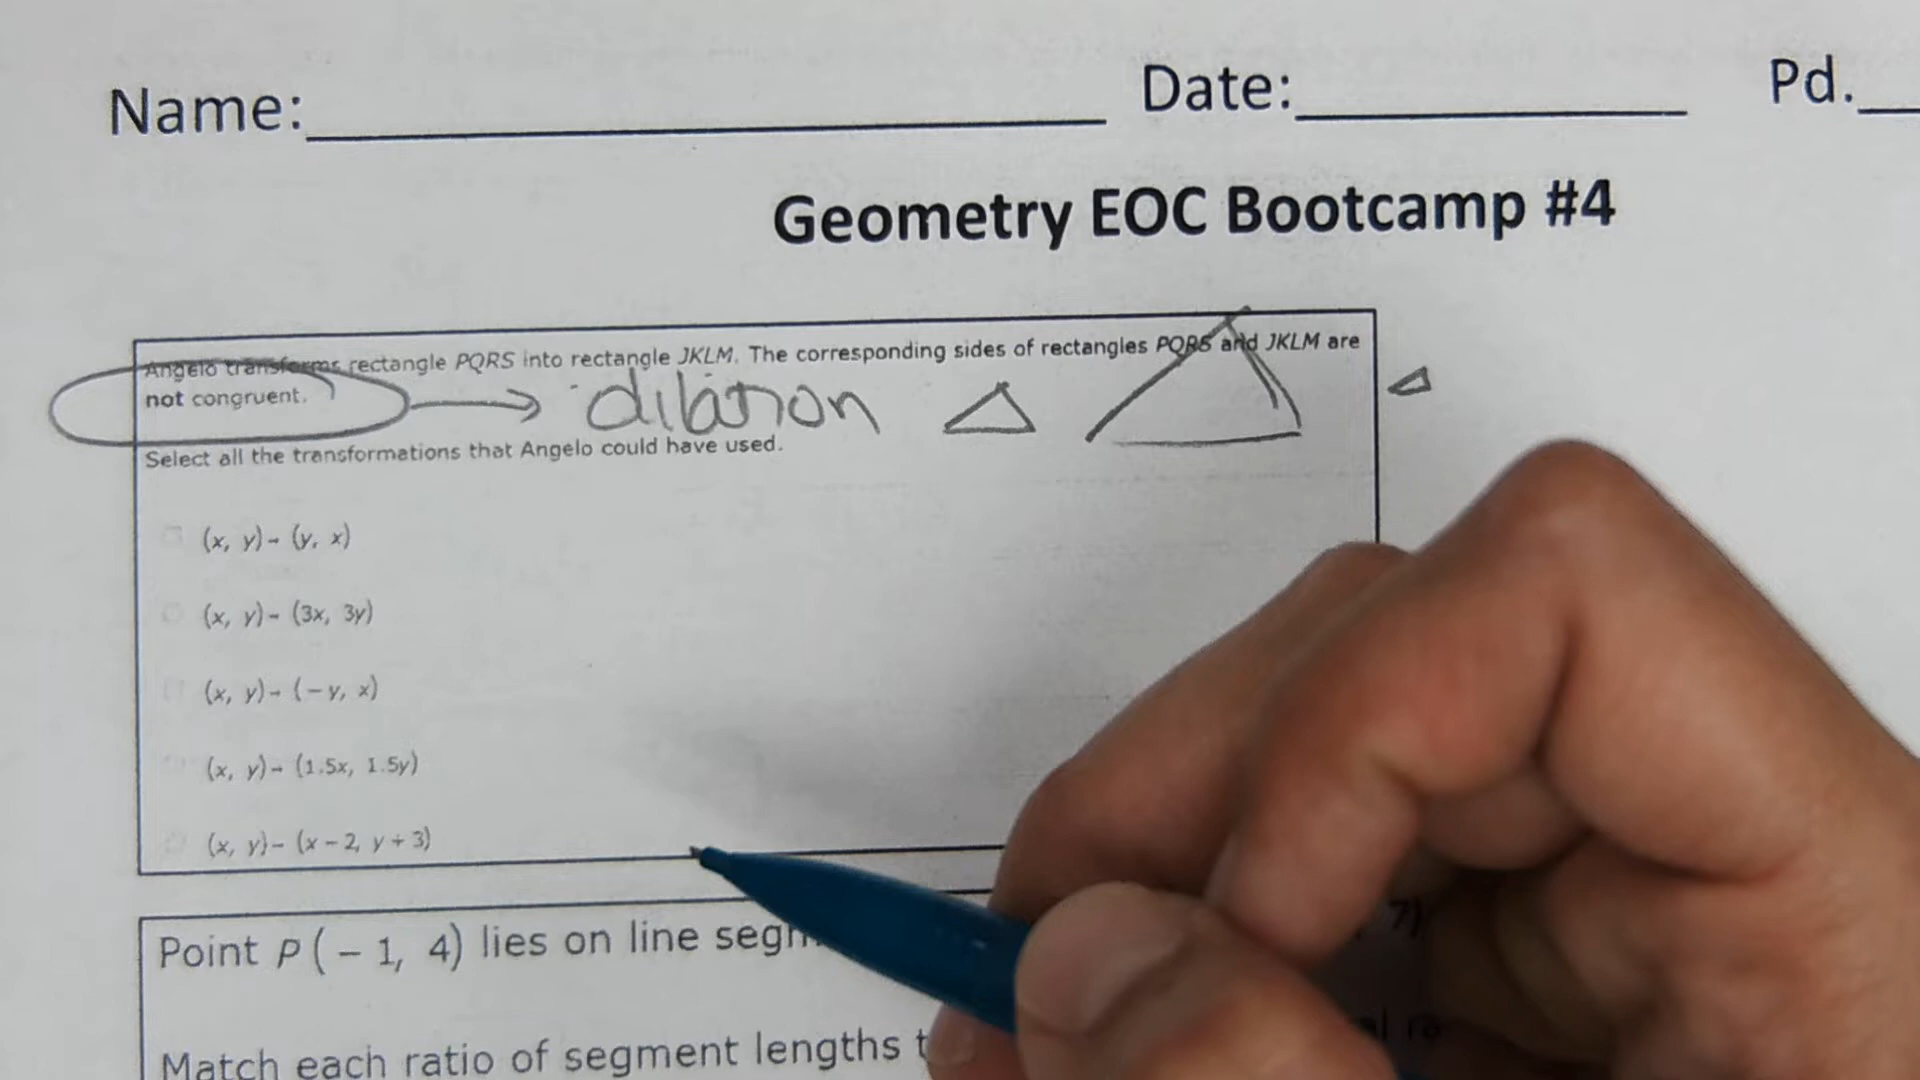 Name: Date: Pd.
Geometry EOC Bootcamp #4
Angelo transforms rectangle PQRS into rectangle JKLM. The corresponding sides of rectangles PQRS and JKLM are
not congruent. dilation
Select all the transformations that Angelo could have used.
(x, y)→ (y, x)
(x, y)→ (3x, 3y)
(x, y)→ (−y, x)
(x, y)→ (1.5x, 1.5y)
(x, y)→ (x − 2, y + 3)
Point P (− 1, 4) lies on line 7)
Match each ratio of segment lengths